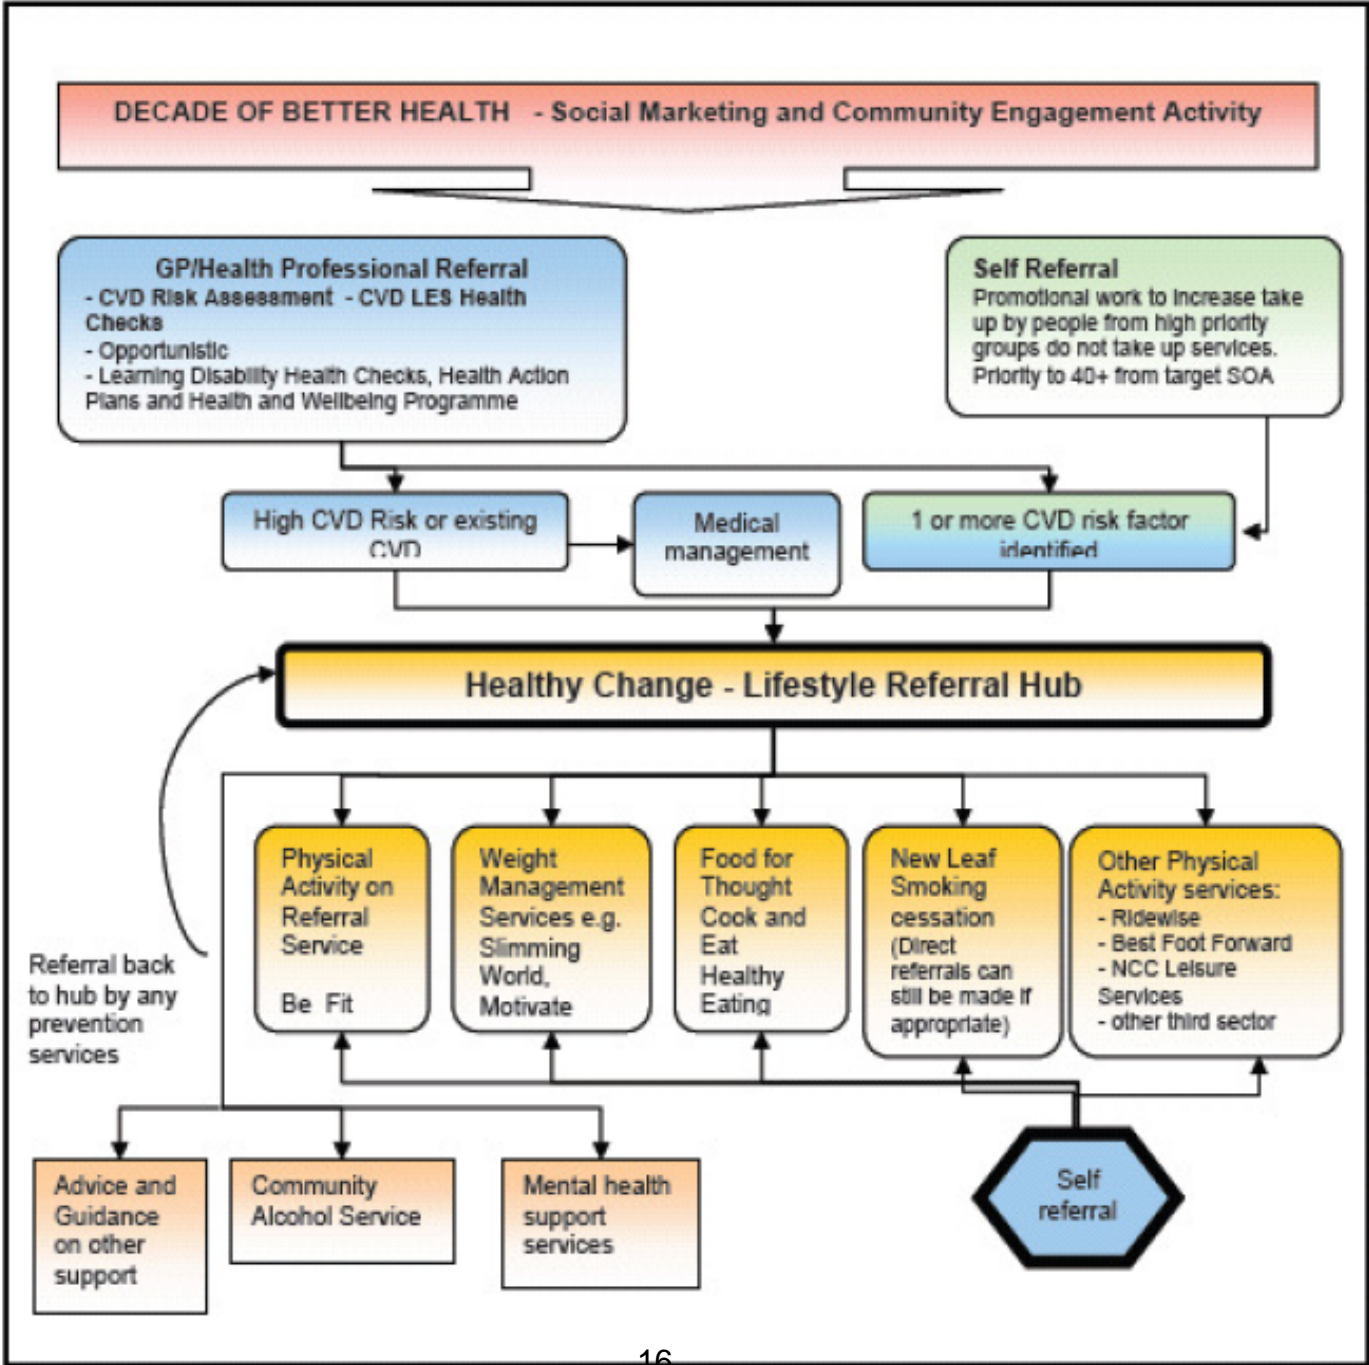 DECADE OF BETTER HEALTH - Social Marketing and Community Engagement Activity
GP/Health Professional Referral
- CVD Risk Assessment - CVD LES Health
Checks
- Opportunistic
- Learning Disability Health Checks, Health Action
Plans and Health and Wellbeing Programme
Self Referral
Promotional work to increase take
up by people from high priority
groups do not take up services.
Priority to 40+ from target SOA
High CVD Risk or existing
CVD
Medical
management
1 or more CVD risk factor
identified
Healthy Change - Lifestyle Referral Hub
Physical
Activity on
Referral
Service
Be Fit
Weight
Management
Services e.g.
Slimming
World,
Motivate
Food for
Thought
Cook and
Eat
Healthy
Eating
New Leaf
Smoking
cessation
(Direct
referrals can
still be made if
appropriate)
Other Physical
Activity services:
- Ridewise
- Best Foot Forward
- NCC Leisure
Services
- other third sector
Referral back
to hub by any
prevention
services
Advice and
Guidance
on other
support
Community
Alcohol Service
Mental health
support
services
Self
referral
16